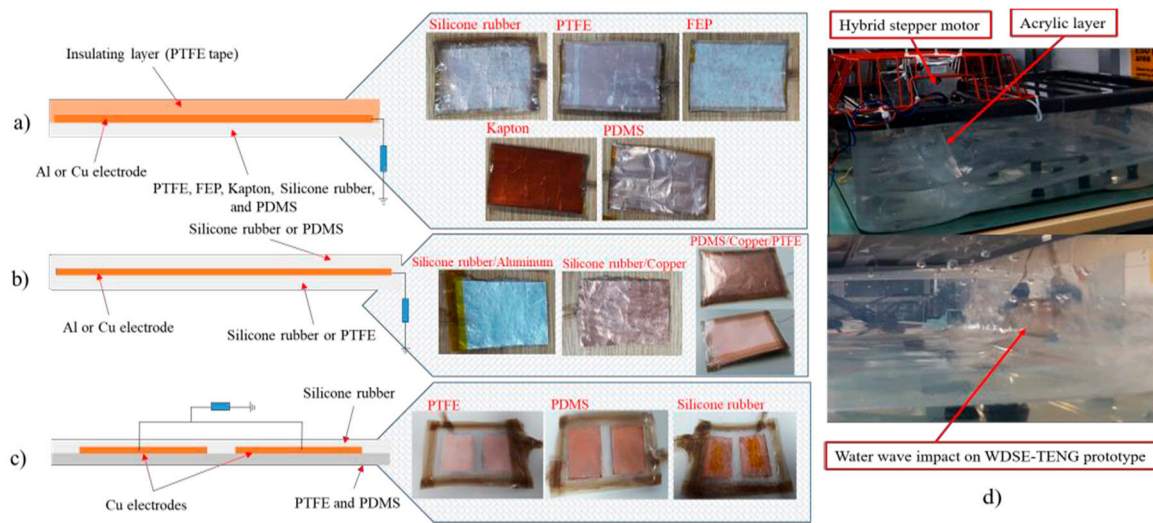 Silicone rubber
PTFE
FEP
Insulating layer (PTFE tape)
a)
Kapton
PDMS
Al or Cu electrode
PTFE, FEP, Kapton, Silicone rubber,
and PDMS
Silicone rubber or PDMS
b)
Silicone rubber/Aluminum
Silicone rubber/Copper
PDMS/Copper/PTFE
Al or Cu electrode
Silicone rubber or PTFE
Silicone rubber
c)
PTFE
PDMS
Silicone rubber
Cu electrodes
PTFE and PDMS
Hybrid stepper motor
Acrylic layer
Water wave impact on WDSE-TENG prototype
d)